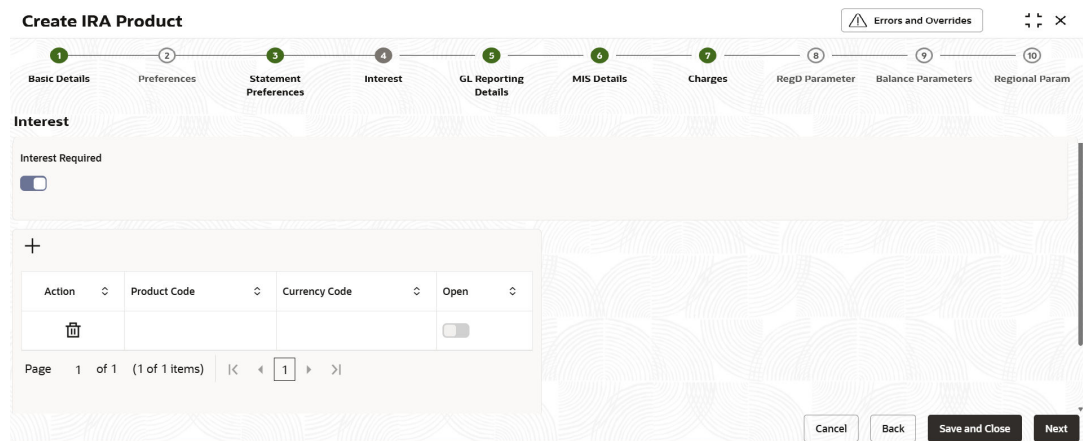 Create IRA Product
Errors and Overrides
1 2 3 4 5 6 7 8 9 10
Basic Details Preferences Statement Preferences Interest GL Reporting Details MIS Details Charges RegD Parameter Balance Parameters Regional Param
Interest
Interest Required
Action Product Code Currency Code Open
Page 1 of 1 (1 of 1 items) 1
Cancel Back Save and Close Next